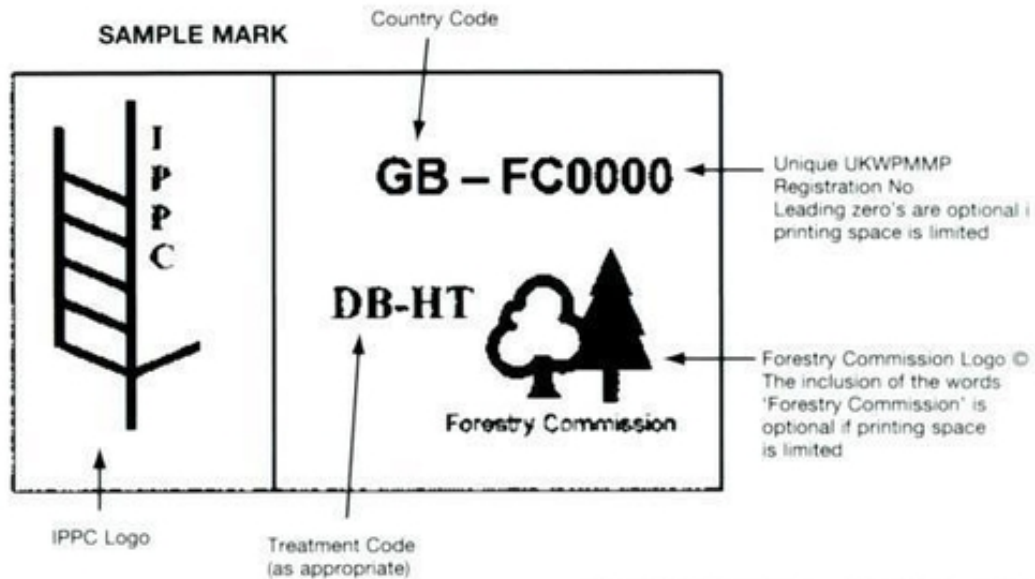 Country Code
SAMPLE MARK
IPPC
GB – FC0000
Unique UKWPMMP
Registration No
Leading zero's are optional i
printing space is limited
DB-HT
Forestry Commission
Forestry Commission Logo ©
The inclusion of the words
'Forestry Commission' is
optional if printing space
is limited
IPPC Logo
Treatment Code
(as appropriate)